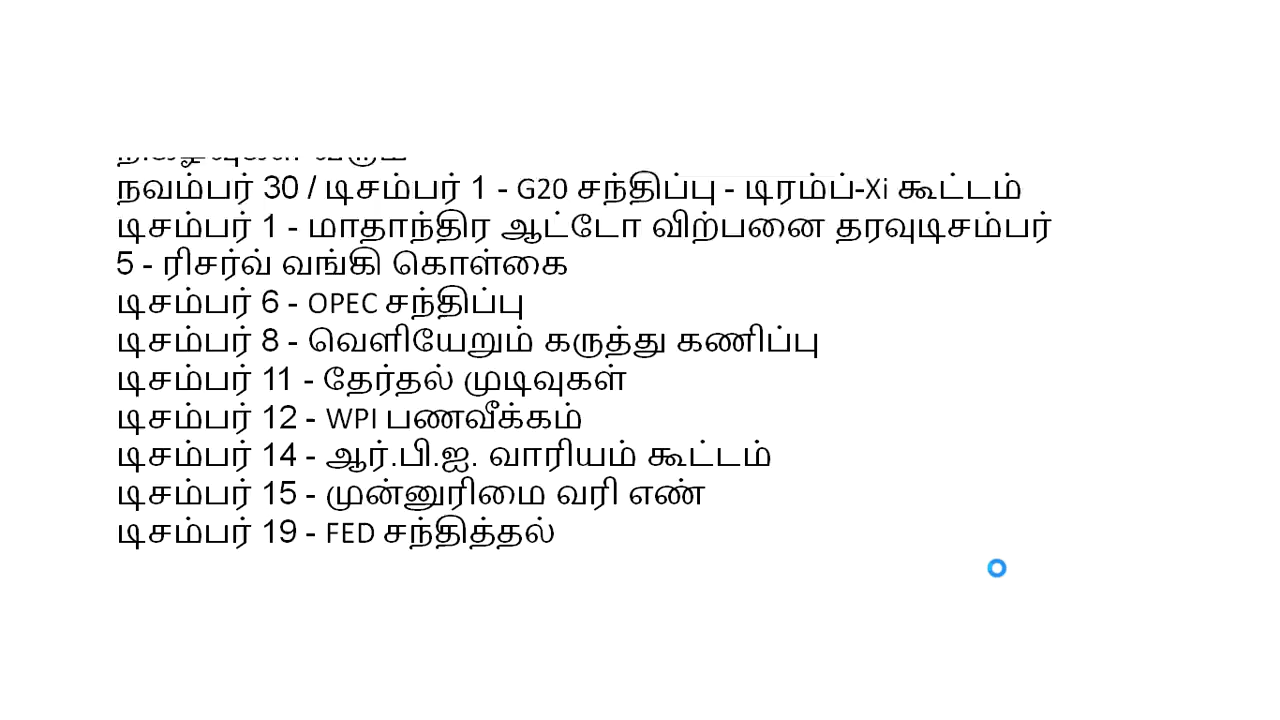 நவம்பர் 30 / டிசம்பர் 1 - G20 சந்திப்பு - டிரம்ப்-Xi கூட்டம்
டிசம்பர் 1 - மாதாந்திர ஆட்டோ விற்பனை தரவுடிசம்பர்
5 - ரிசர்வ் வங்கி கொள்கை
டிசம்பர் 6 - OPEC சந்திப்பு
டிசம்பர் 8 - வெளியேறும் கருத்து கணிப்பு
டிசம்பர் 11 - தேர்தல் முடிவுகள்
டிசம்பர் 12 - WPI பணவீக்கம்
டிசம்பர் 14 - ஆர்.பி.ஐ. வாரியம் கூட்டம்
டிசம்பர் 15 - முன்னுரிமை வரி எண்
டிசம்பர் 19 - FED சந்தித்தல்